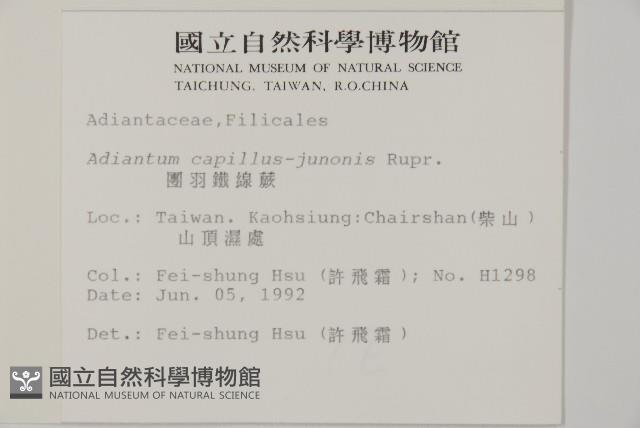 國立自然科學博物館
NATIONAL MUSEUM OF NATURAL SCIENCE
TAICHUNG, TAIWAN, R.O.CHINA
Adiantaceae,Filicales
Adiantum capillus-junonis Rupr.
團羽鐵線蕨
Loc.: Taiwan. Kaohsiung:Chairshan(柴山)
山頂濕處
Col.: Fei-shung Hsu (許飛霜); No. H1298
Date: Jun. 05, 1992
Det.: Fei-shung Hsu (許飛霜)
國立自然科學博物館
NATIONAL MUSEUM OF NATURAL SCIENCE